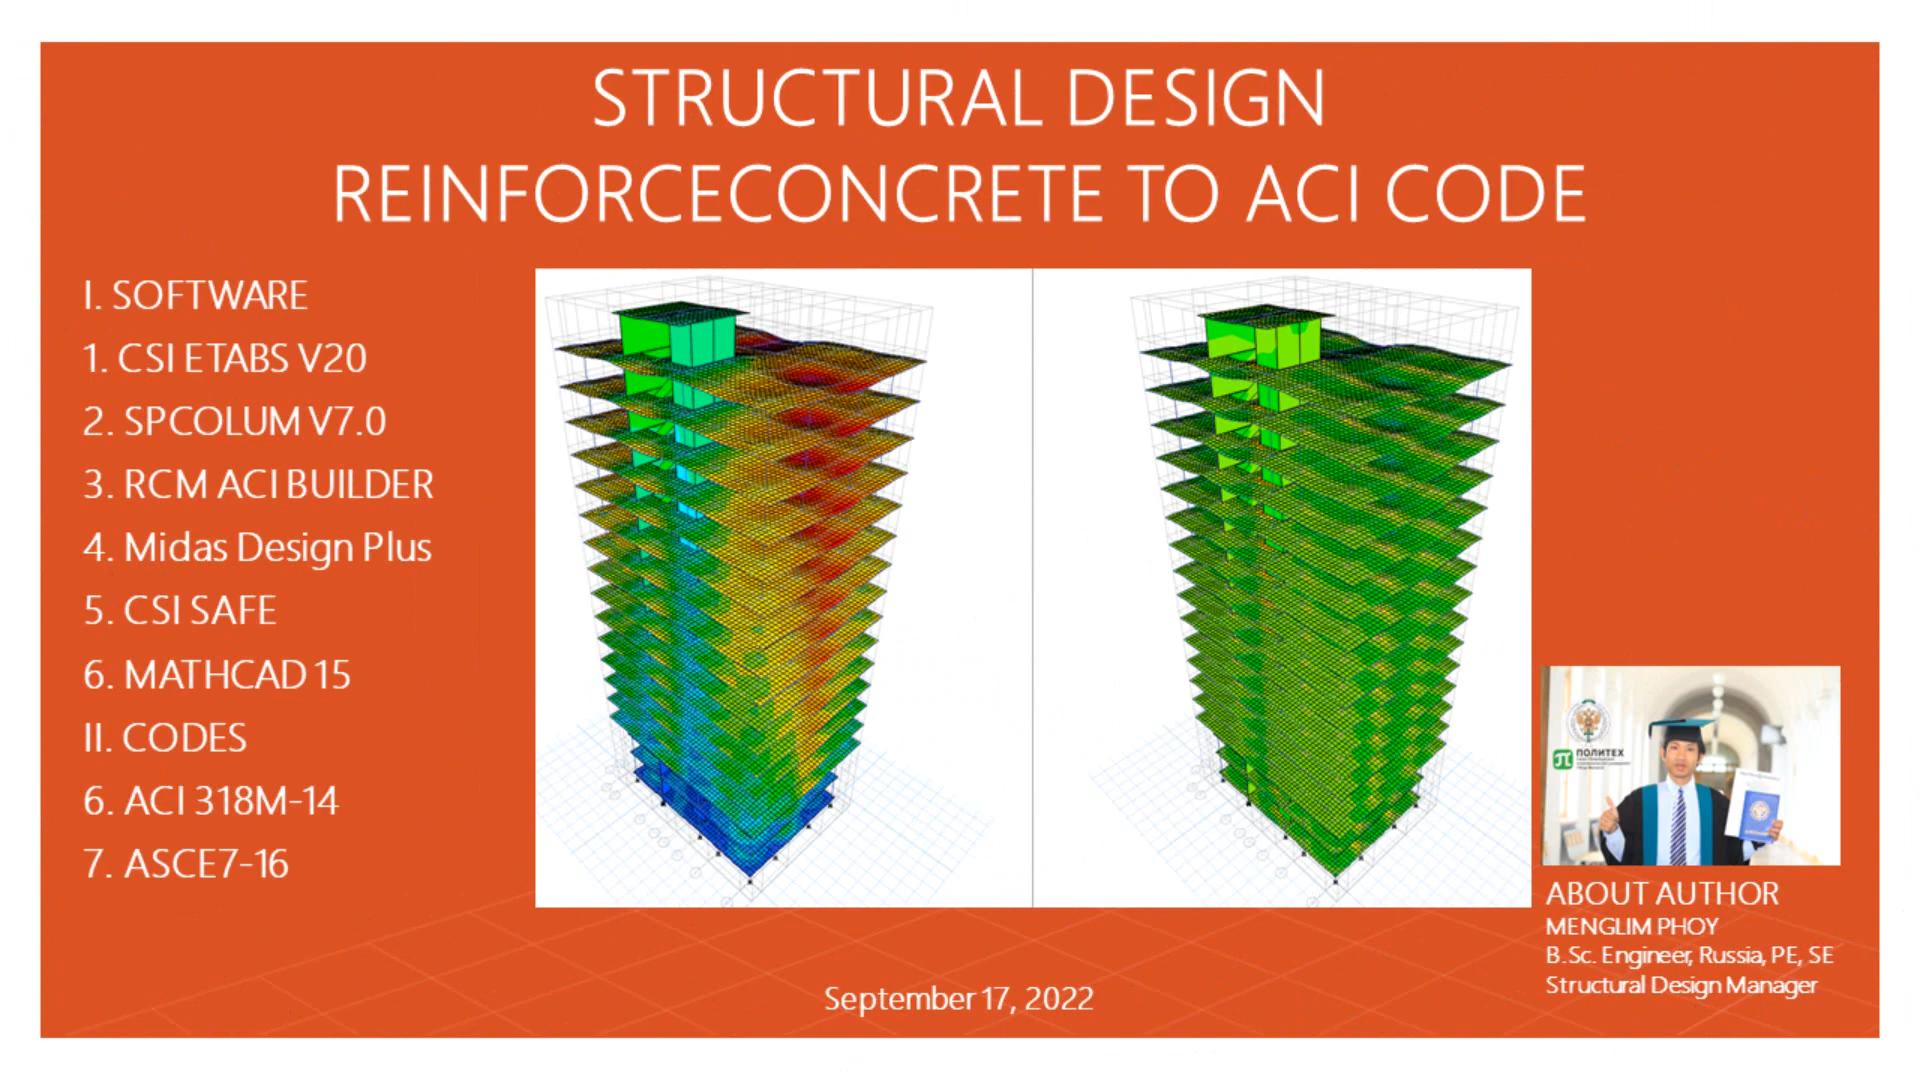 STRUCTURAL DESIGN
REINFORCECONCRETE TO ACI CODE
I. SOFTWARE
1. CSI ETABS V20
2. SPCOLUM V7.0
3. RCM ACI BUILDER
4. Midas Design Plus
5. CSI SAFE
6. MATHCAD 15
II. CODES
6. ACI 318M-14
7. ASCE7-16
ПОЛИТЕХ
ABOUT AUTHOR
MENGLIM PHOY
B.Sc. Engineer, Russia, PE, SE
Structural Design Manager
September 17, 2022